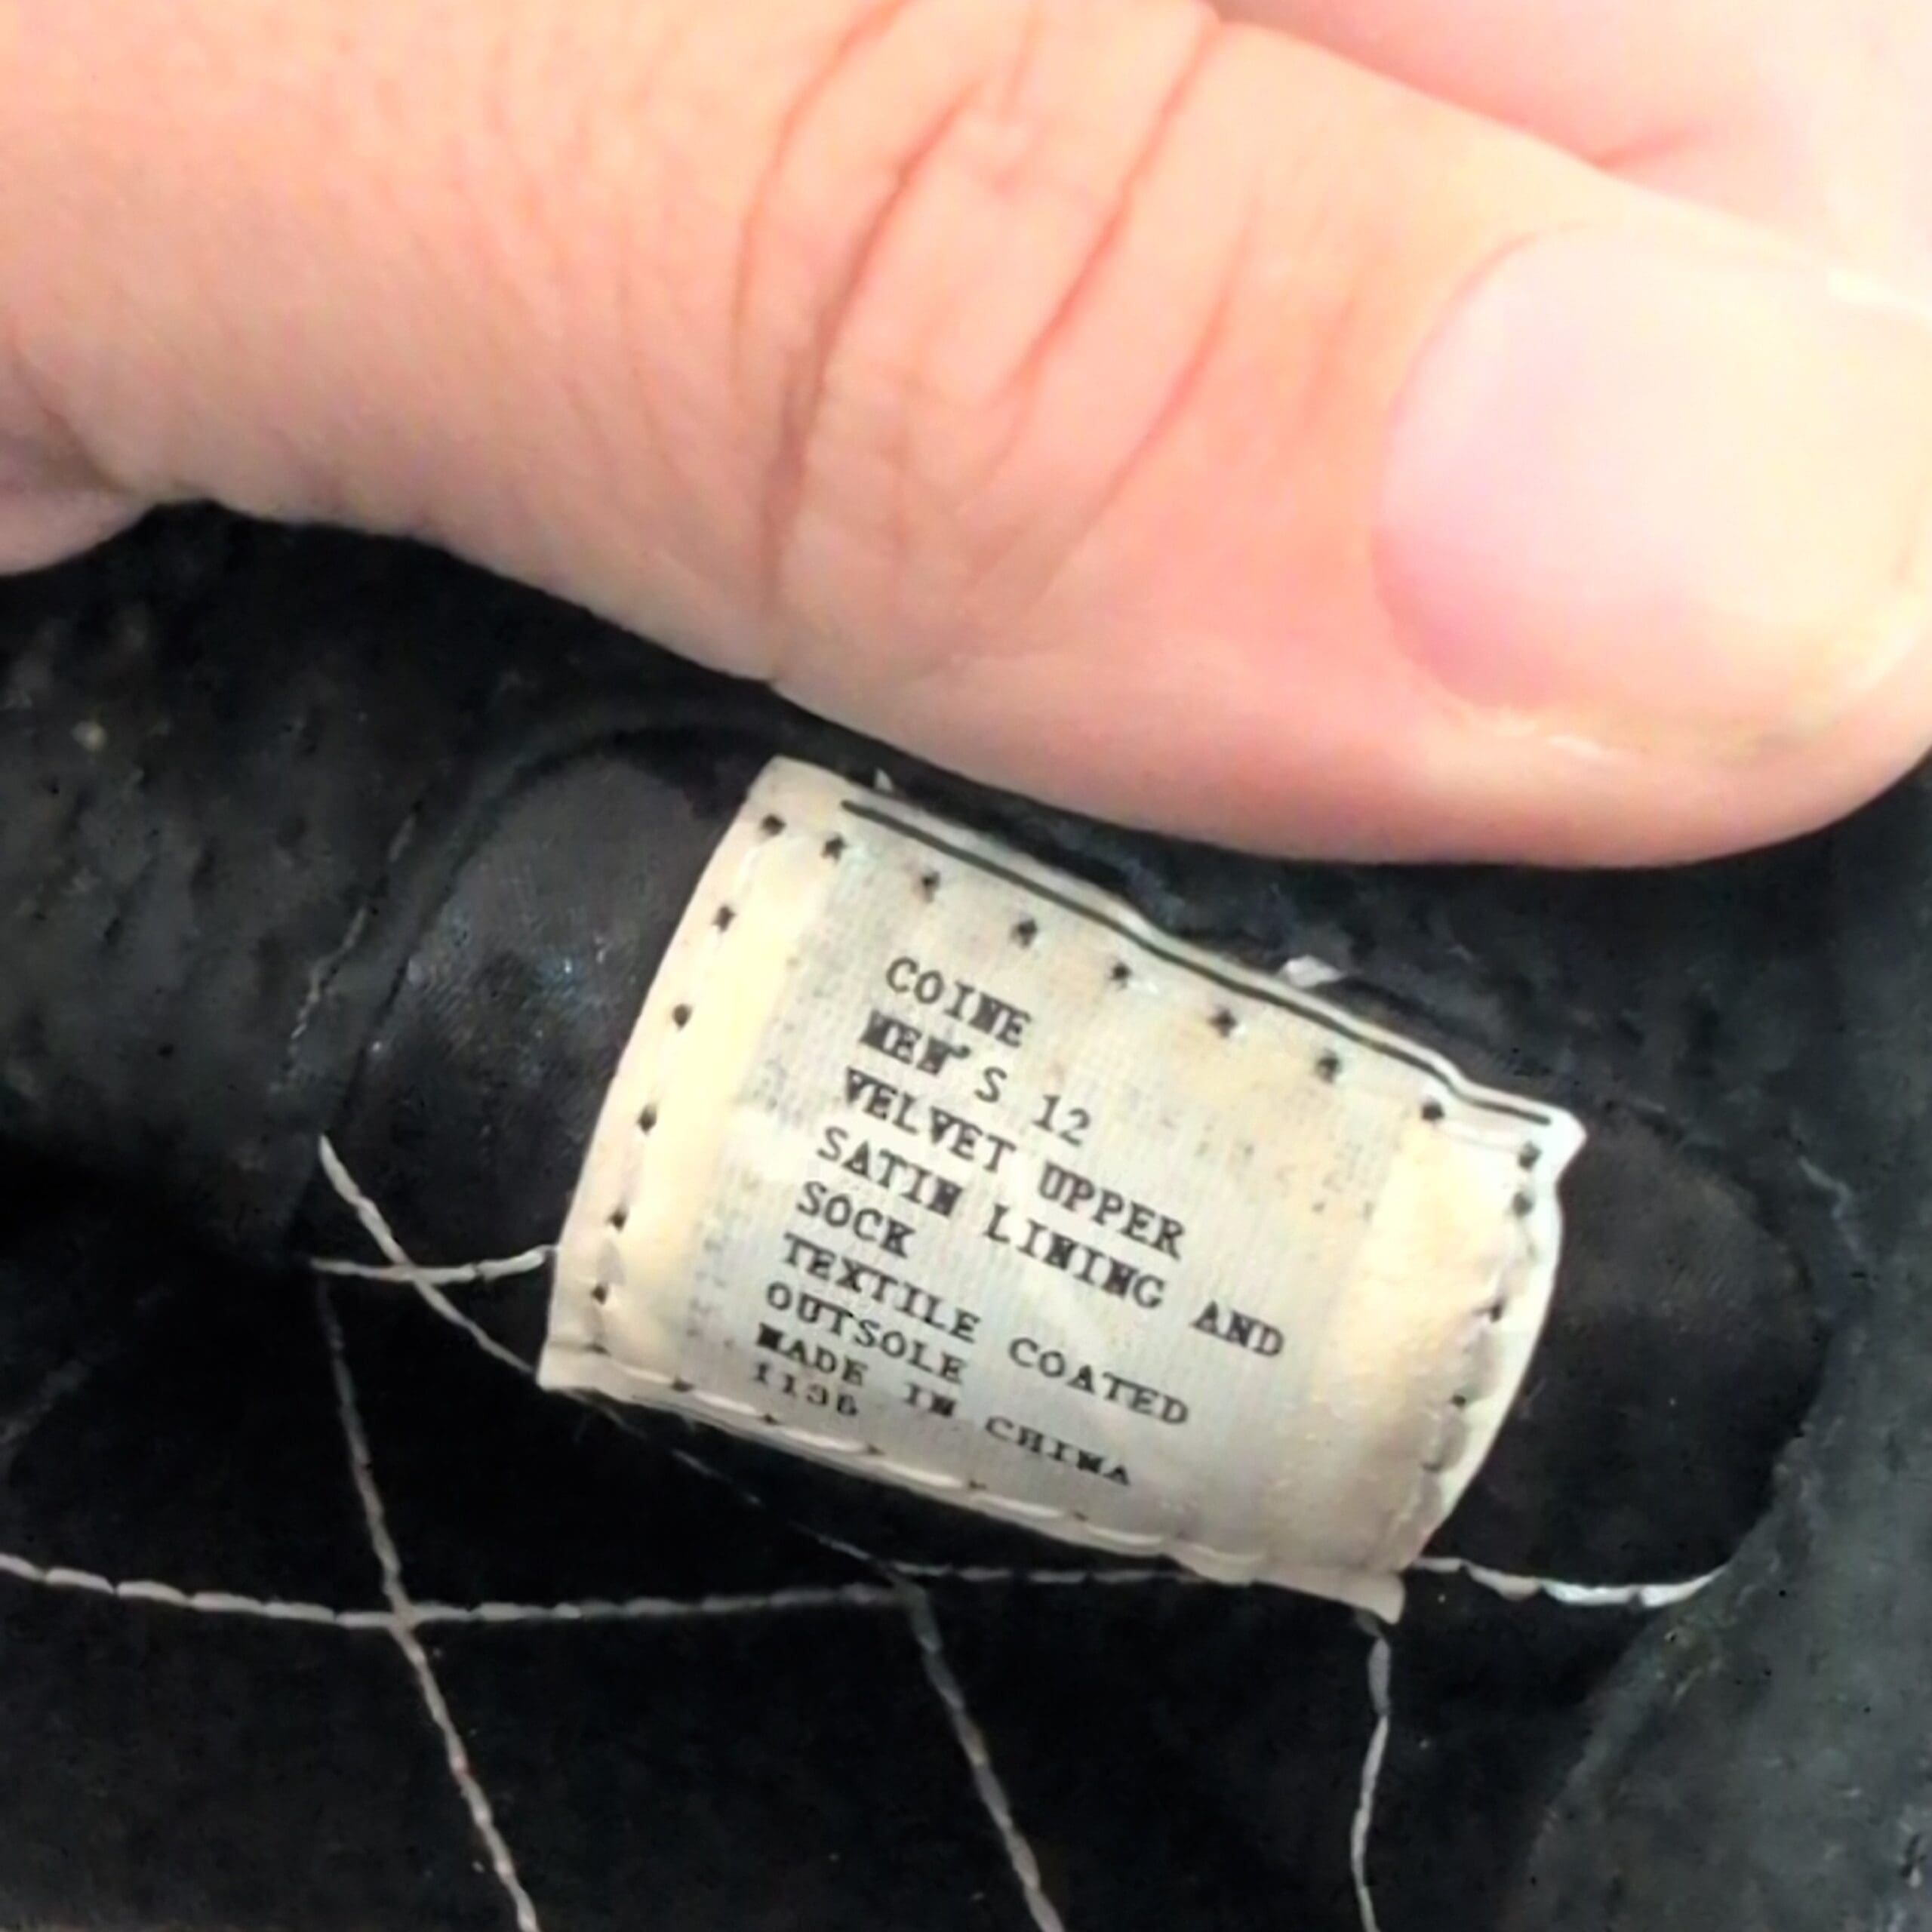 COINE
MEN'S 12
VELVET UPPER
SATIN LINING AND
SOCK
TEXTILE COATED
OUTSOLE
MADE IN CHINA